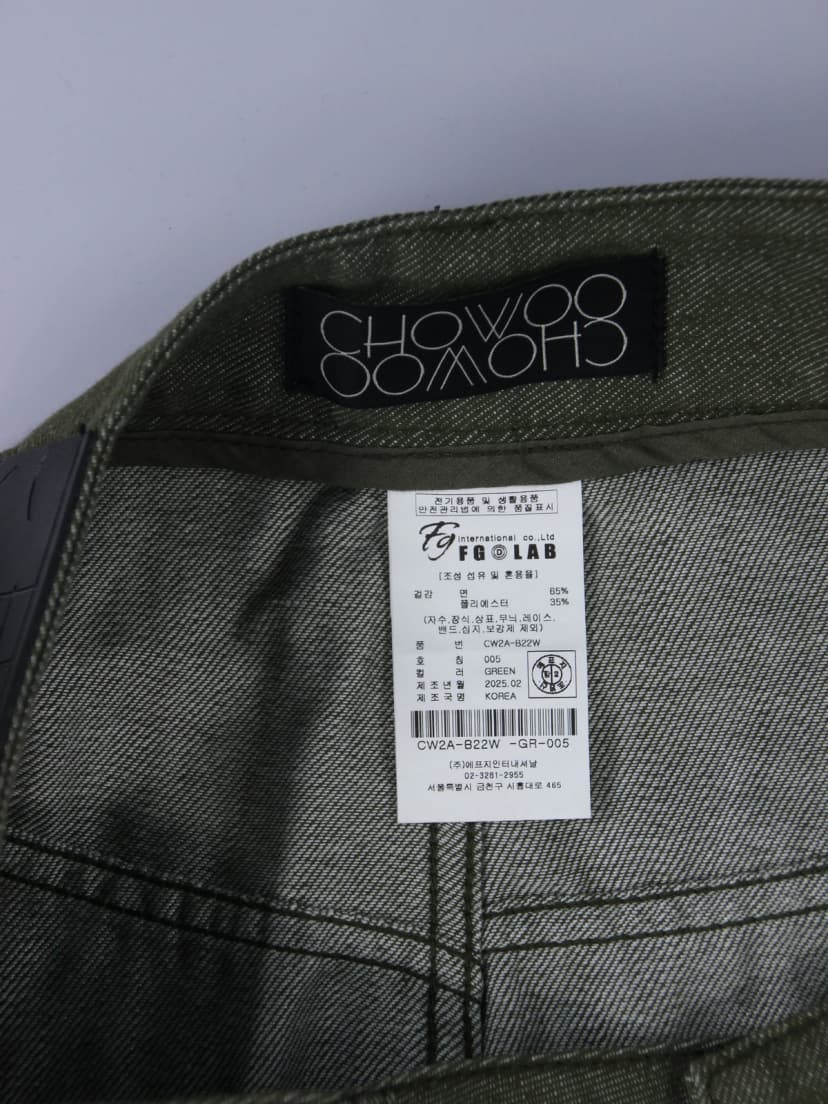 CHOWOO
CHOWOO
전기용품 및 생활용품
안전관리법에 의한 품질표시
Fg international co.,Ltd
FG D LAB
[조성 섬유 및 혼용율]
겉감 면 65%
폴리에스터 35%
(자수,장식,상표,무늬,레이스,
밴드,심지,보강제 제외)
품 번 CW2A-B22W
호 칭 005
컬 러 GREEN
제 조 년 월 2025.02
제 조 국 명 KOREA
CW2A-B22W -GR-005
(주)에프지인터내셔날
02-3281-2955
서울특별시 금천구 시흥대로 465